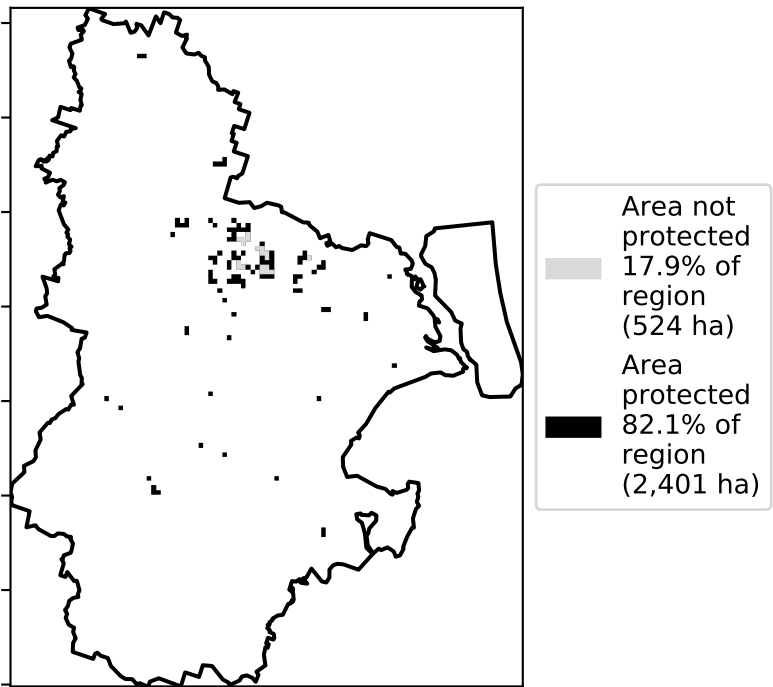 Area not
protected
17.9% of
region
(524 ha)
Area
protected
82.1% of
region
(2,401 ha)